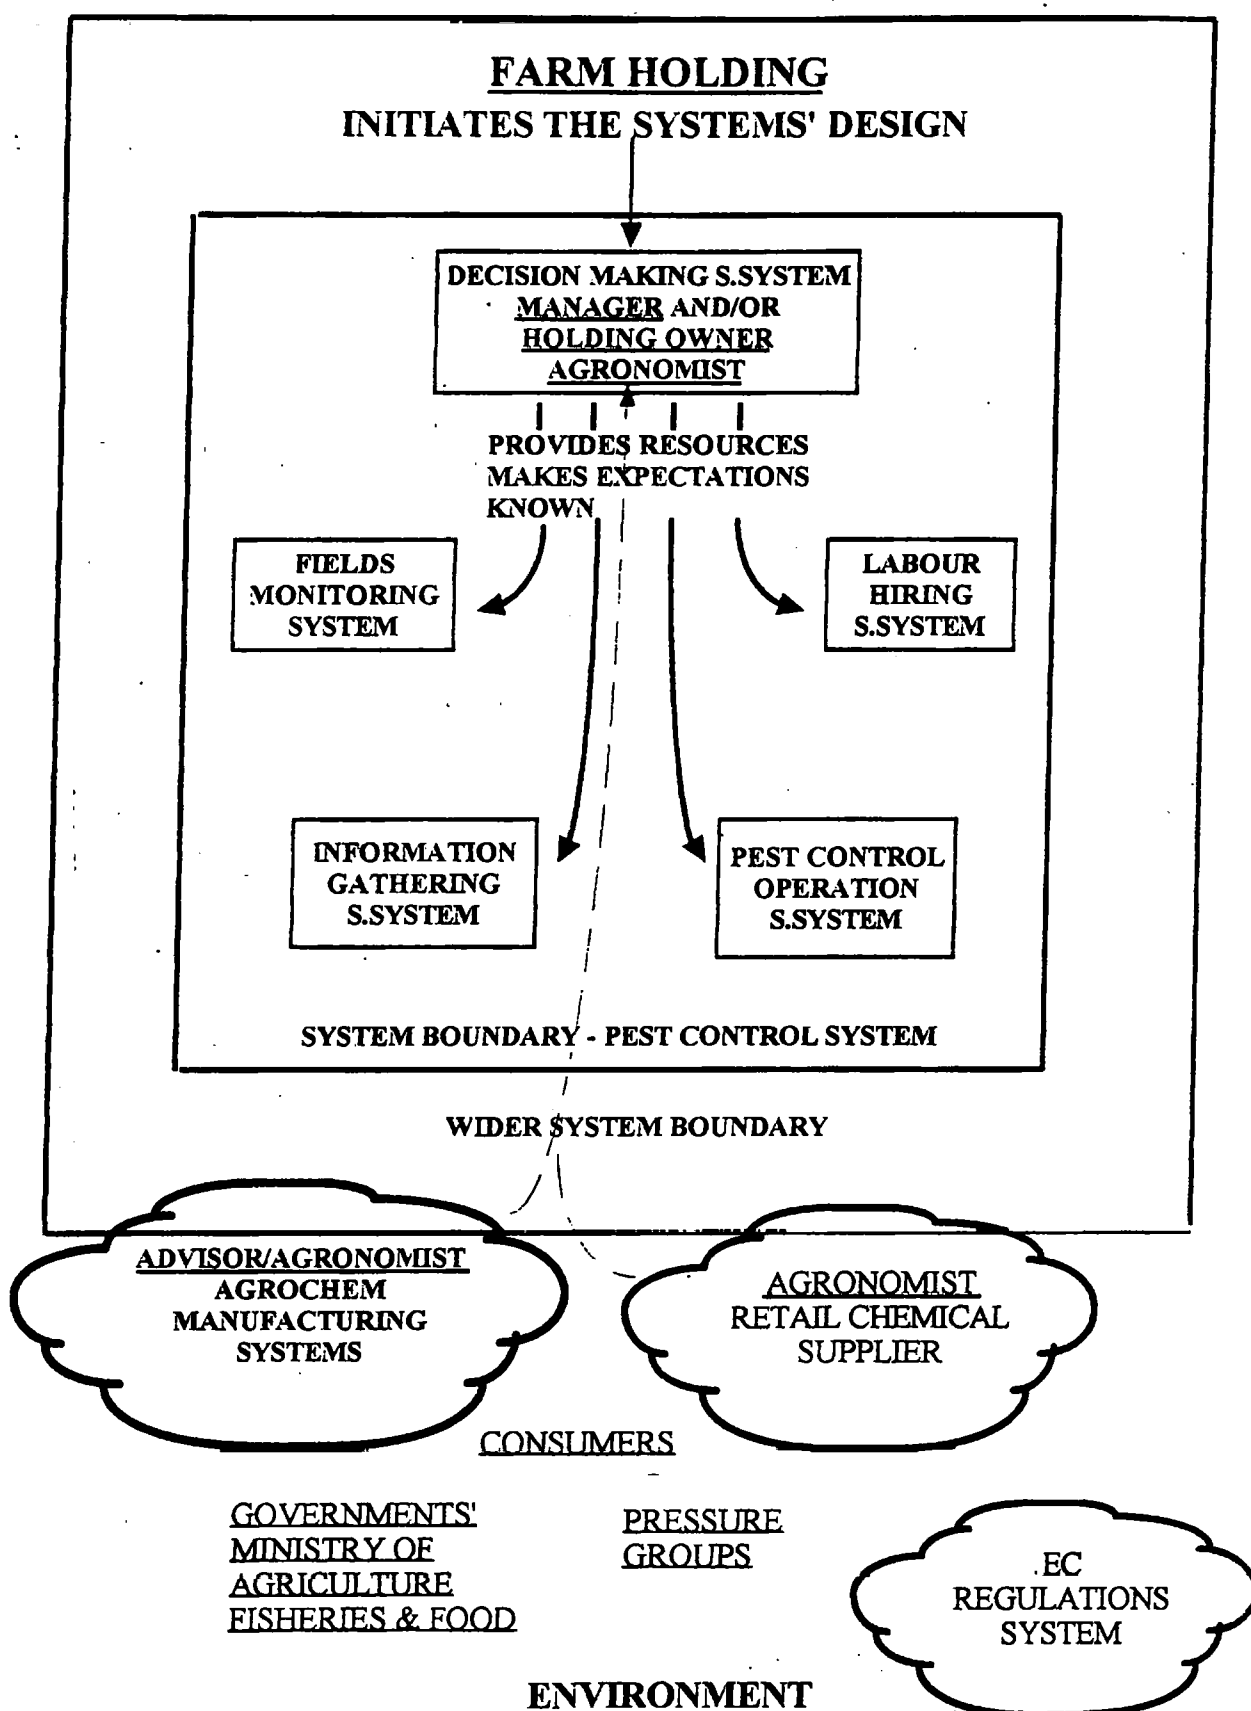 FARM HOLDING
INITIATES THE SYSTEMS' DESIGN
DECISION MAKING S.SYSTEM
MANAGER AND/OR
HOLDING OWNER
AGRONOMIST
PROVIDES RESOURCES
MAKES EXPECTATIONS
KNOWN
FIELDS
MONITORING
SYSTEM
LABOUR
HIRING
S.SYSTEM
INFORMATION
GATHERING
S.SYSTEM
PEST CONTROL
OPERATION
S.SYSTEM
SYSTEM BOUNDARY - PEST CONTROL SYSTEM
WIDER SYSTEM BOUNDARY
ADVISOR/AGRONOMIST
AGROCHEM
MANUFACTURING
SYSTEMS
AGRONOMIST
RETAIL CHEMICAL
SUPPLIER
CONSUMERS
GOVERNMENTS'
MINISTRY OF
AGRICULTURE
FISHERIES & FOOD
PRESSURE
GROUPS
EC
REGULATIONS
SYSTEM
ENVIRONMENT